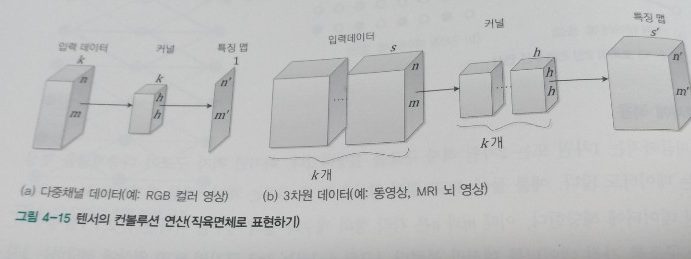 입력 데이터
커널
특징 맵
k
n
m
k
h
h
1
n'
m'
입력데이터
커널
특징 맵
s
n
m
....
k개
h
h
h
....
k개
s'
n'
m'
(a) 다중채널 데이터(예: RGB 컬러 영상)
(b) 3차원 데이터(예: 동영상, MRI 뇌 영상)
그림 4-15 텐서의 컨볼루션 연산(직육면체로 표현하기)